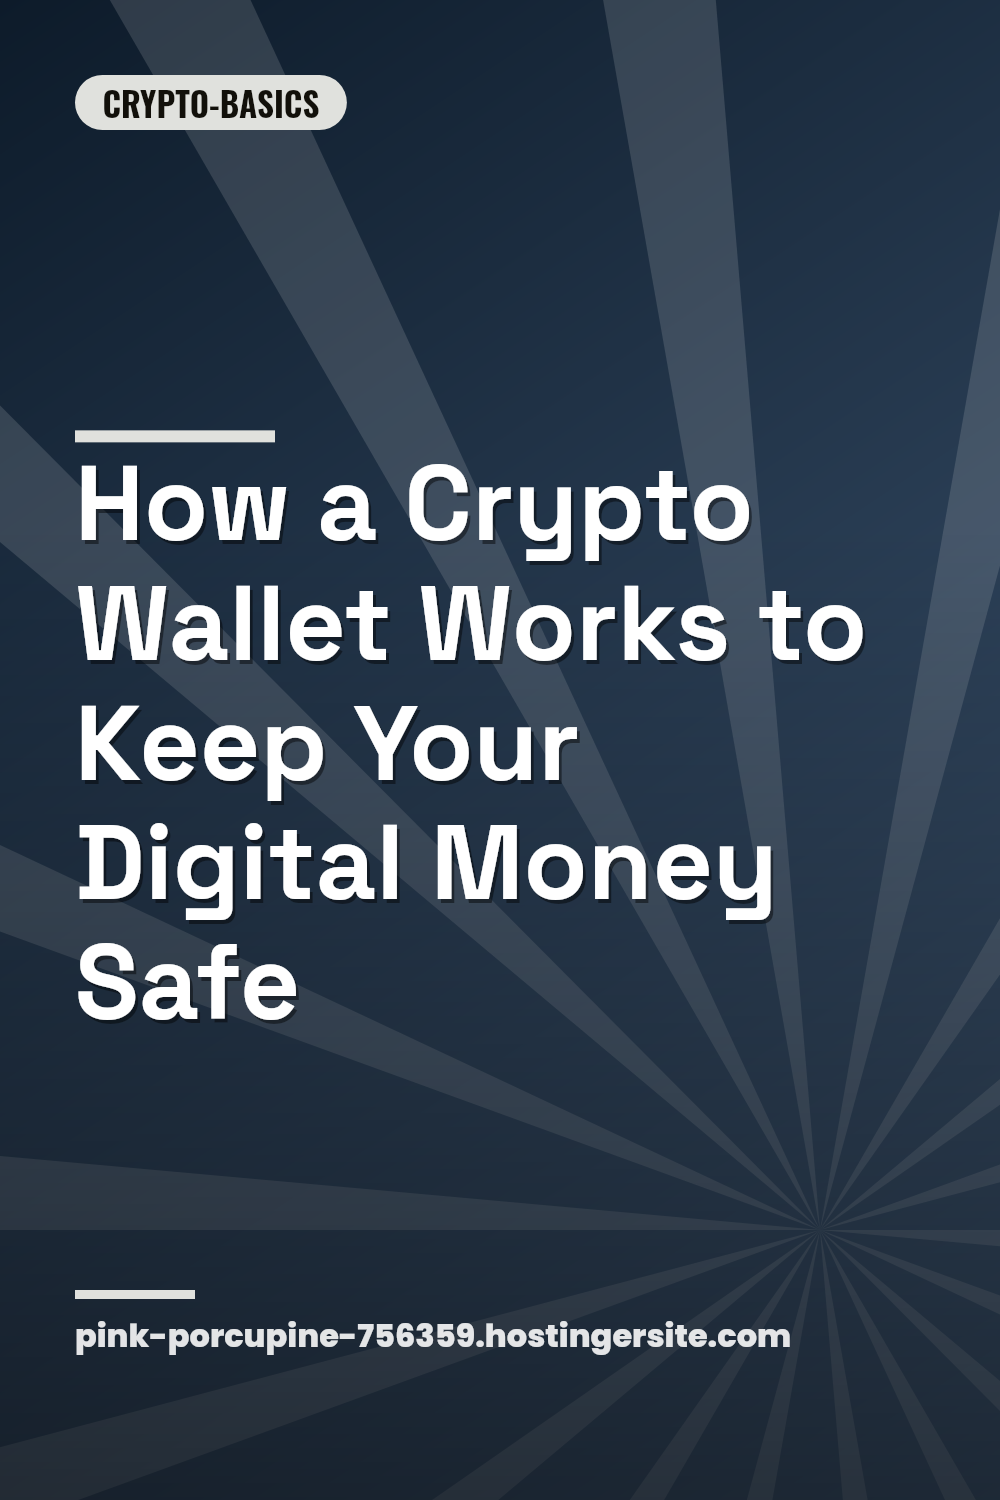 CRYPTO-BASICS
How a Crypto
Wallet Works to
Keep Your
Digital Money
Safe
pink-porcupine-756359.hostingersite.com